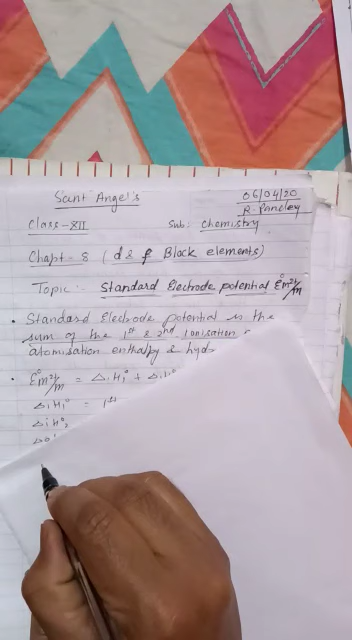 Saint Angel's
06/04/20
R. Pandey
Class-XII
Sub: Chemistry
Chapt-8 (d & f Block elements)
Topic:- Standard Electrode potential E°M²⁺/M
• Standard Electrode potential is the
sum of the 1st & 2nd Ionisation
atomisation enthalpy & hyd
• E°M²⁺/M = ΔiH₁° + ΔiH₂°
ΔiH₁° = 1st
ΔiH₂°